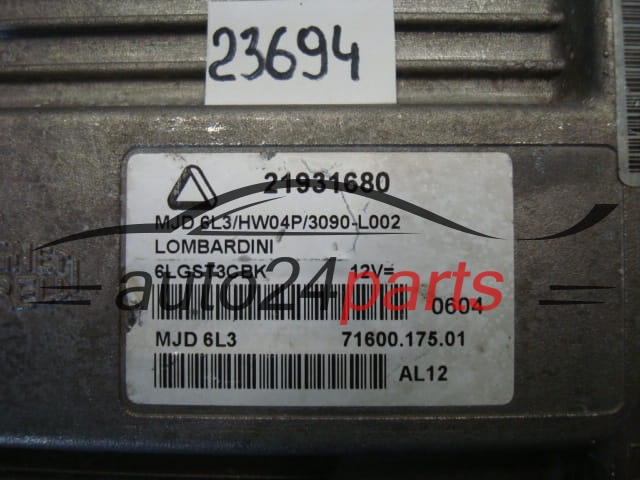 23694
21931680
MJD 6L3/HW04P/3090-L002
LOMBARDINI
6LGST3CBK 12V=
auto24parts
0604
MJD 6L3 71600.175.01
AL12